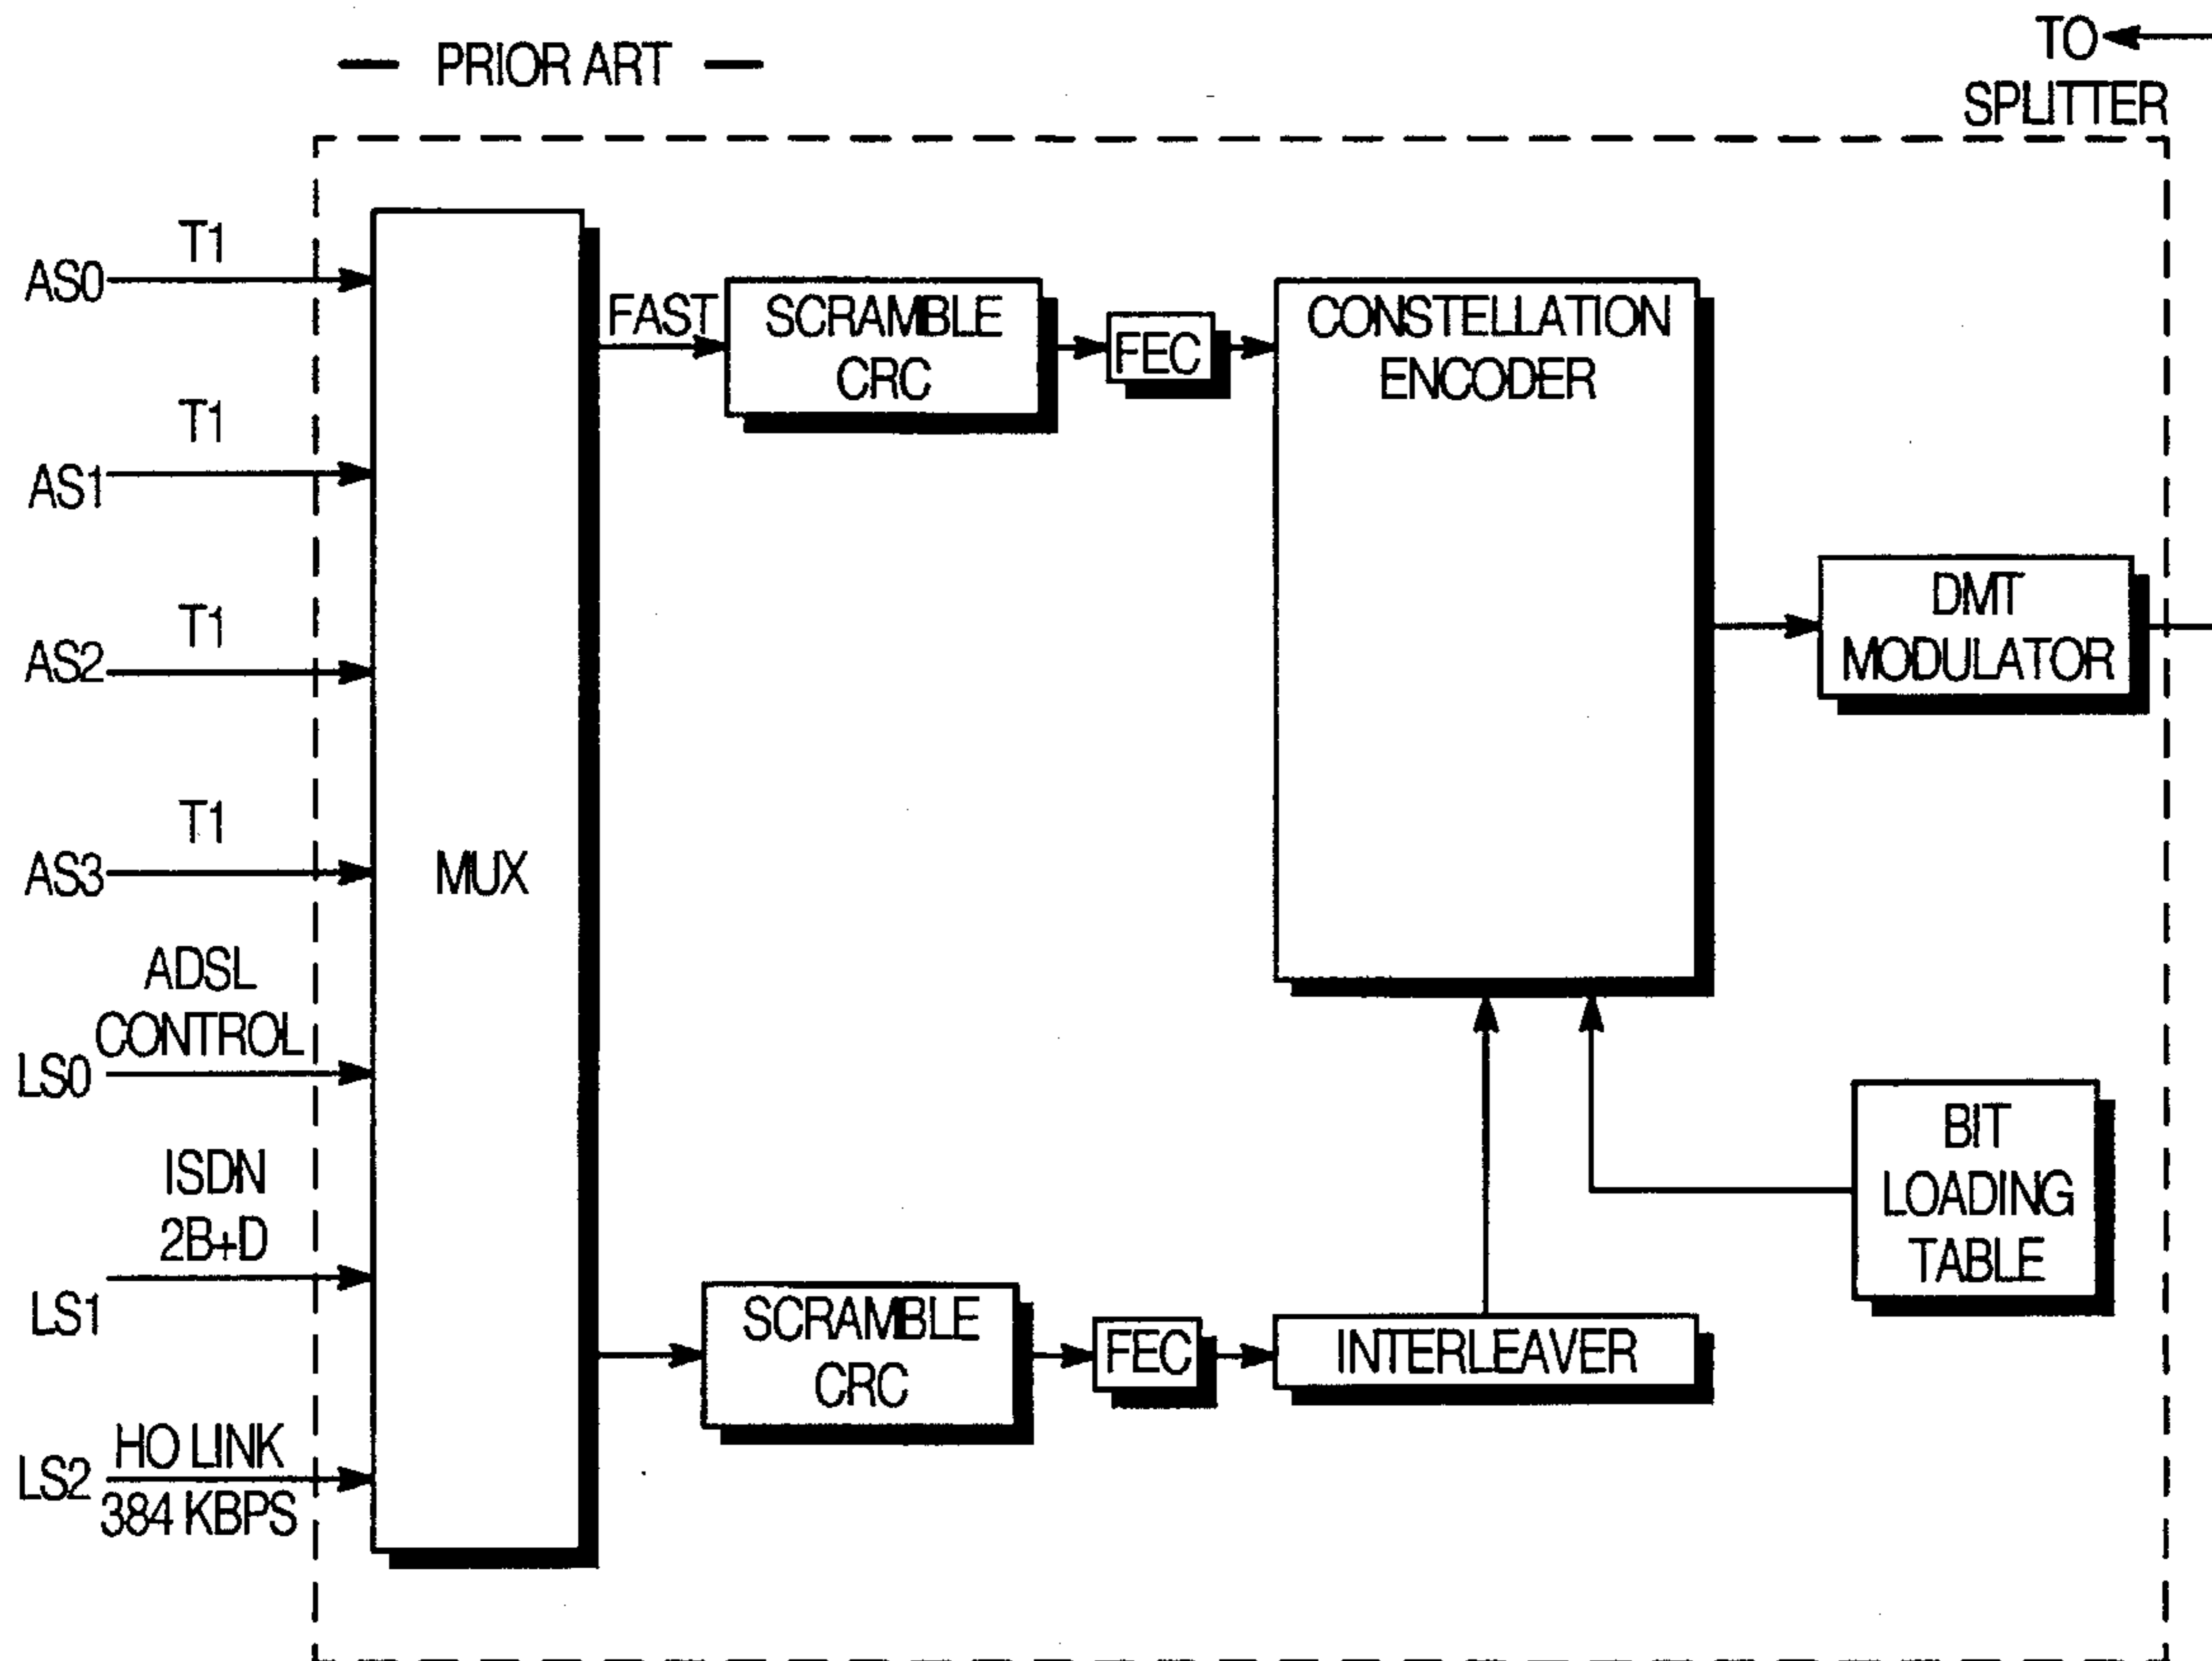 — PRIOR ART —
TO
SPLITTER
T1
AS0
T1
AS1
T1
AS2
T1
AS3
ADSL
CONTROL
LS0
ISDN
2B+D
LS1
HO LINK
LS2
384 KBPS
MUX
FAST
SCRAMBLE
CRC
FEC
CONSTELLATION
ENCODER
DMT
MODULATOR
SCRAMBLE
CRC
FEC
INTERLEAVER
BIT
LOADING
TABLE